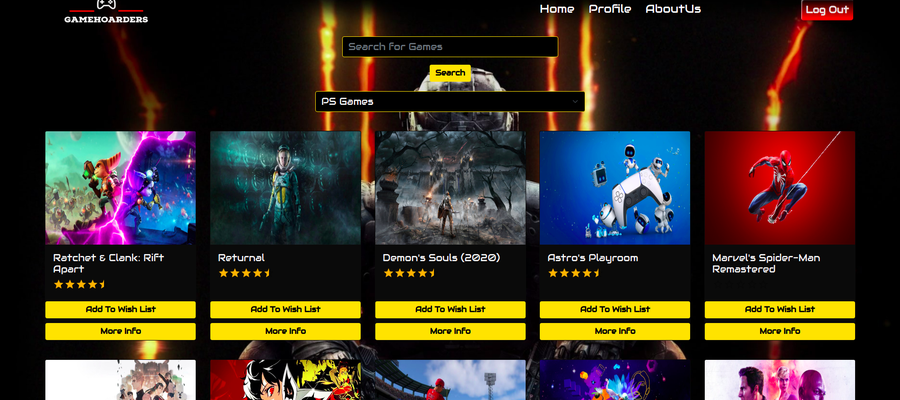 GAMEHOARDERS
Home Profile AboutUs
Log Out
Search for Games
Search
PS Games
Ratchet & Clank: Rift
Apart
Returnal
Demon's Souls (2020)
Astro's Playroom
Marvel's Spider-Man
Remastered
Add To Wish List
Add To Wish List
Add To Wish List
Add To Wish List
Add To Wish List
More Info
More Info
More Info
More Info
More Info